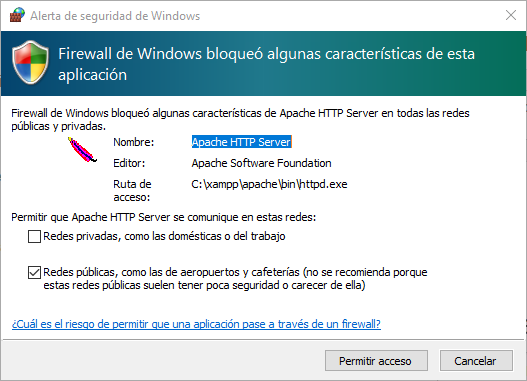 Alerta de seguridad de Windows
Firewall de Windows bloqueó algunas características de esta
aplicación
Firewall de Windows bloqueó algunas características de Apache HTTP Server en todas las redes
públicas y privadas.
Nombre: Apache HTTP Server
Editor: Apache Software Foundation
Ruta de C:\xampp\apache\bin\httpd.exe
acceso:
Permitir que Apache HTTP Server se comunique en estas redes:
Redes privadas, como las domésticas o del trabajo
Redes públicas, como las de aeropuertos y cafeterías (no se recomienda porque
estas redes públicas suelen tener poca seguridad o carecer de ella)
¿Cuál es el riesgo de permitir que una aplicación pase a través de un firewall?
Permitir acceso Cancelar